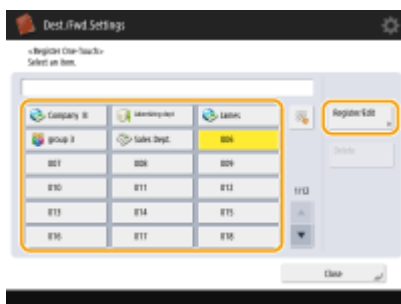 Dest./Fwd Settings
<Register One-Touch>
Select an item.
Company B
Advertising dept
James
group 3
Sales Dept.
006
007
008
009
010
011
012
013
014
015
016
017
018
1/12
Register/Edit
Delete
Close